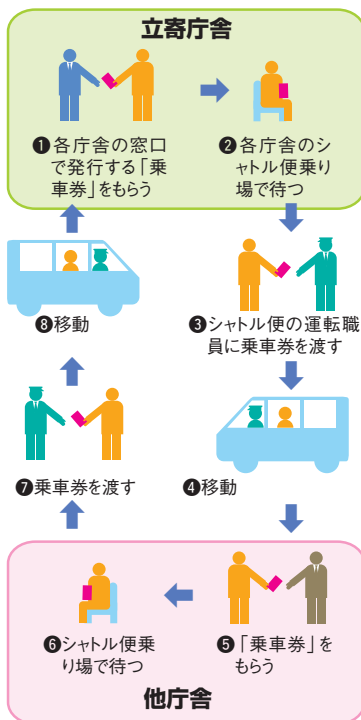 立寄庁舎
❶各庁舎の窓口
で発行する「乗
車券」をもらう
❷各庁舎のシ
ャトル便乗り
場で待つ
❸シャトル便の運転職
員に乗車券を渡す
❹移動
❺「乗車券」を
もらう
❻シャトル便乗
り場で待つ
他庁舎
❼乗車券を渡す
❽移動